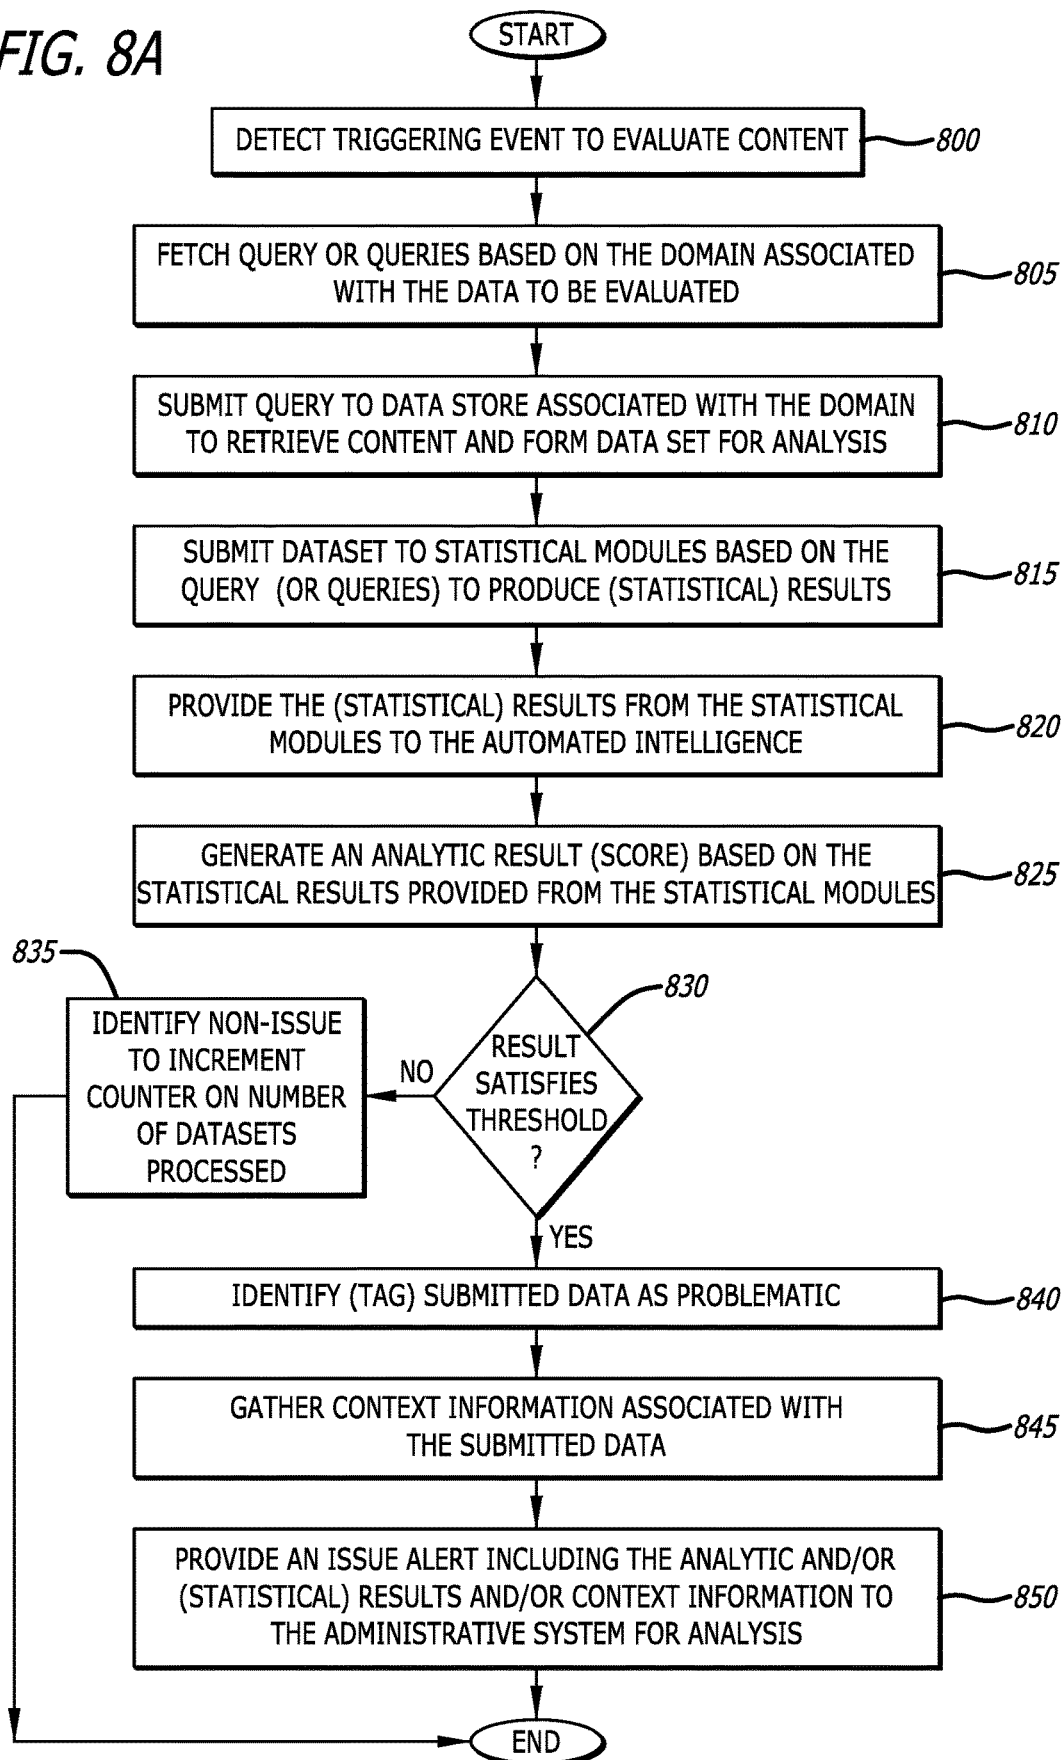 FIG. 8A
START
DETECT TRIGGERING EVENT TO EVALUATE CONTENT
800
FETCH QUERY OR QUERIES BASED ON THE DOMAIN ASSOCIATED
WITH THE DATA TO BE EVALUATED
805
SUBMIT QUERY TO DATA STORE ASSOCIATED WITH THE DOMAIN
TO RETRIEVE CONTENT AND FORM DATA SET FOR ANALYSIS
810
SUBMIT DATASET TO STATISTICAL MODULES BASED ON THE
QUERY (OR QUERIES) TO PRODUCE (STATISTICAL) RESULTS
815
PROVIDE THE (STATISTICAL) RESULTS FROM THE STATISTICAL
MODULES TO THE AUTOMATED INTELLIGENCE
820
GENERATE AN ANALYTIC RESULT (SCORE) BASED ON THE
STATISTICAL RESULTS PROVIDED FROM THE STATISTICAL MODULES
825
830
RESULT
SATISFIES
THRESHOLD
?
NO
835
IDENTIFY NON-ISSUE
TO INCREMENT
COUNTER ON NUMBER
OF DATASETS
PROCESSED
YES
IDENTIFY (TAG) SUBMITTED DATA AS PROBLEMATIC
840
GATHER CONTEXT INFORMATION ASSOCIATED WITH
THE SUBMITTED DATA
845
PROVIDE AN ISSUE ALERT INCLUDING THE ANALYTIC AND/OR
(STATISTICAL) RESULTS AND/OR CONTEXT INFORMATION TO
THE ADMINISTRATIVE SYSTEM FOR ANALYSIS
850
END